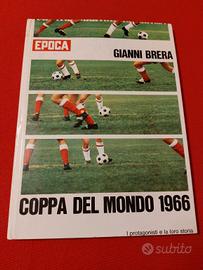 EPOCA
GIANNI BRERA
COPPA DEL MONDO 1966
I protagonisti e la loro storia
subito